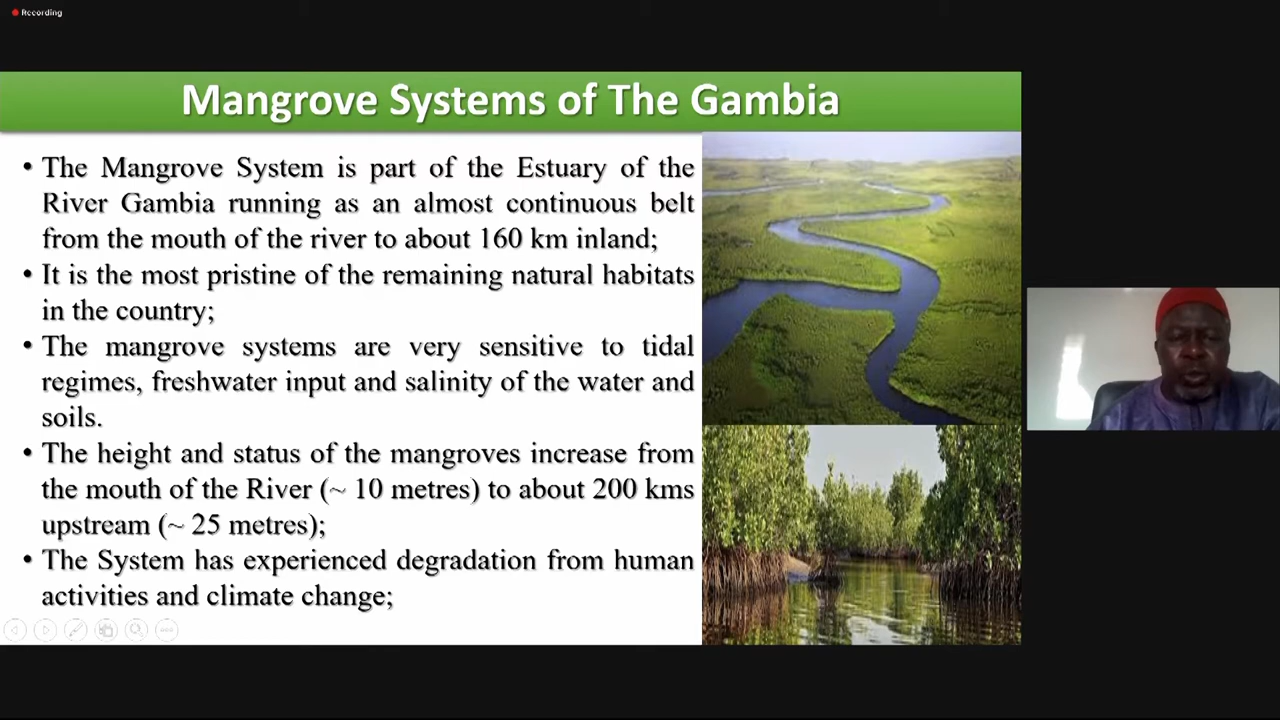 Recording
Mangrove Systems of The Gambia
• The Mangrove System is part of the Estuary of the
River Gambia running as an almost continuous belt
from the mouth of the river to about 160 km inland;
• It is the most pristine of the remaining natural habitats
in the country;
• The mangrove systems are very sensitive to tidal
regimes, freshwater input and salinity of the water and
soils.
• The height and status of the mangroves increase from
the mouth of the River (~ 10 metres) to about 200 kms
upstream (~ 25 metres);
• The System has experienced degradation from human
activities and climate change;